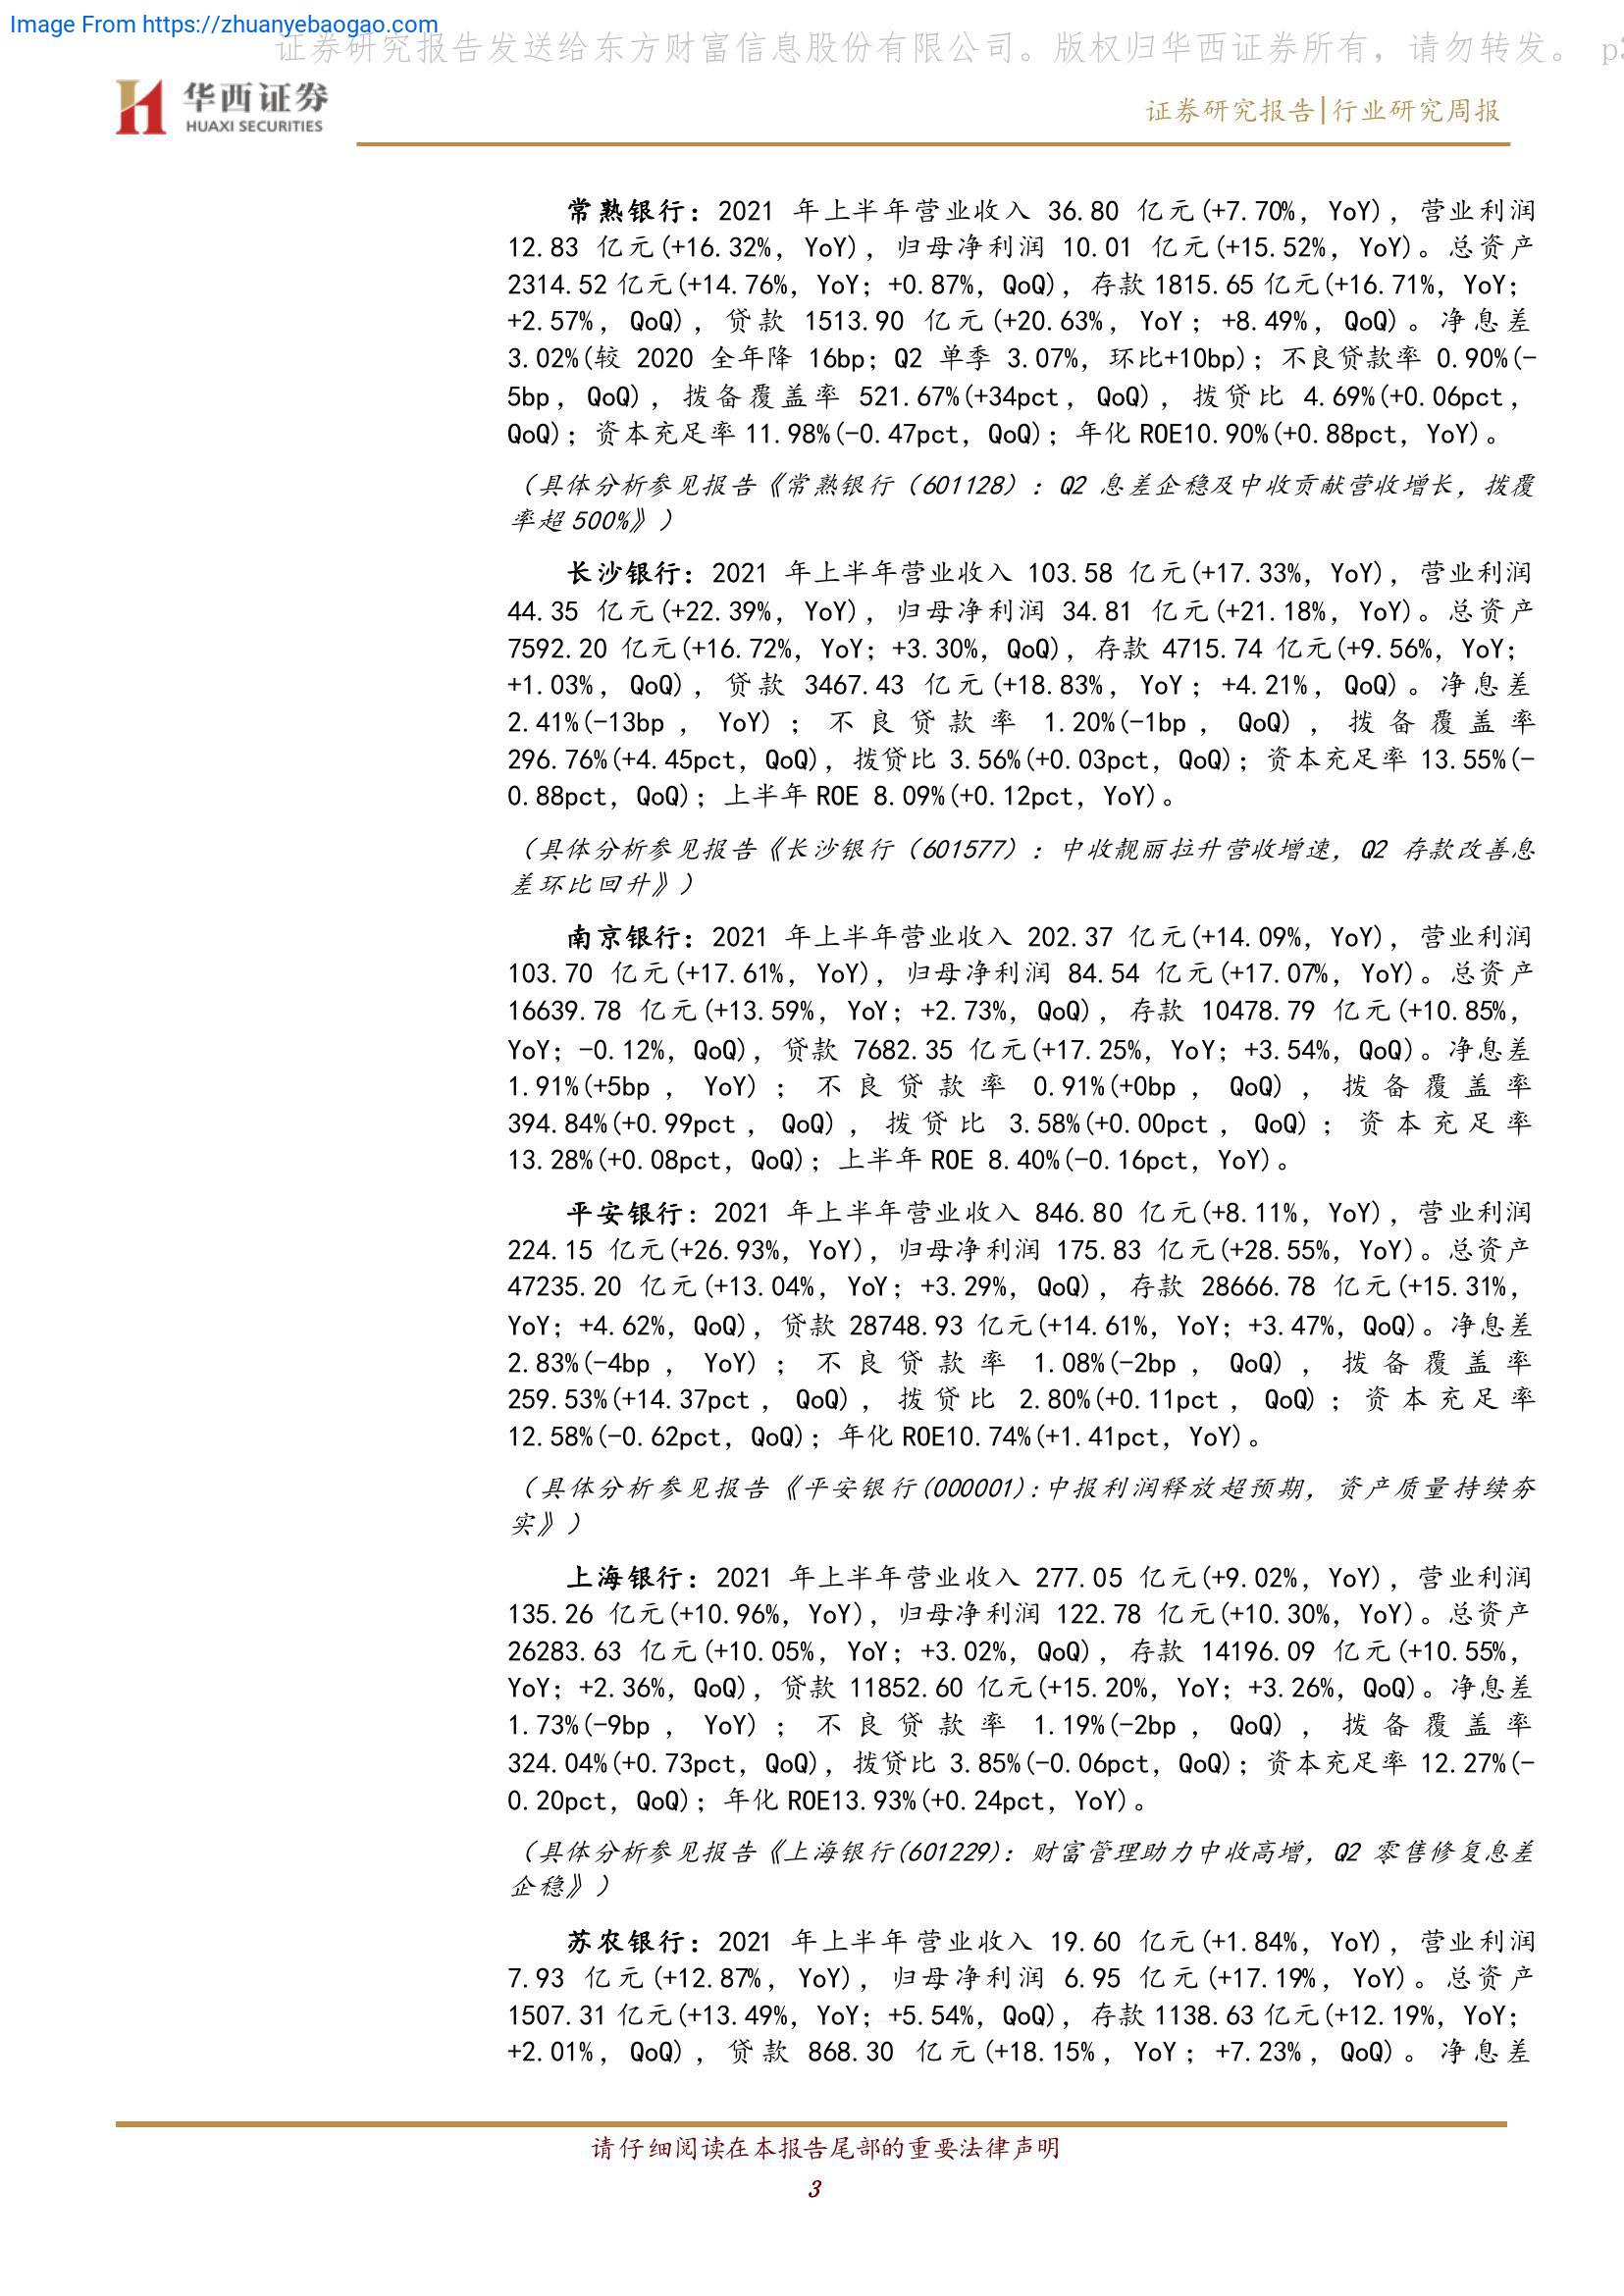 Image From https://zhuanyebaogao.com
证券研究报告发送给东方财富信息股份有限公司。版权归华西证券所有，请勿转发。 p3
华西证券
HUAXI SECURITIES
证券研究报告|行业研究周报
常熟银行：2021 年上半年营业收入 36.80 亿元(+7.70%, YoY)，营业利润
12.83 亿元(+16.32%, YoY)，归母净利润 10.01 亿元(+15.52%, YoY)。总资产
2314.52 亿元(+14.76%, YoY；+0.87%, QoQ)，存款 1815.65 亿元(+16.71%, YoY；
+2.57%, QoQ)，贷款 1513.90 亿元(+20.63%, YoY；+8.49%, QoQ)。净息差
3.02%(较 2020 全年降 16bp；Q2 单季 3.07%, 环比+10bp)；不良贷款率 0.90%(-
5bp, QoQ)，拨备覆盖率 521.67%(+34pct, QoQ)，拨贷比 4.69%(+0.06pct,
QoQ)；资本充足率 11.98%(-0.47pct, QoQ)；年化 ROE10.90%(+0.88pct, YoY)。
（具体分析参见报告《常熟银行（601128）：Q2 息差企稳及中收贡献营收增长，拨覆
率超 500%》）
长沙银行：2021 年上半年营业收入 103.58 亿元(+17.33%, YoY)，营业利润
44.35 亿元(+22.39%, YoY)，归母净利润 34.81 亿元(+21.18%, YoY)。总资产
7592.20 亿元(+16.72%, YoY；+3.30%, QoQ)，存款 4715.74 亿元(+9.56%, YoY；
+1.03%, QoQ)，贷款 3467.43 亿元(+18.83%, YoY；+4.21%, QoQ)。净息差
2.41%(-13bp, YoY)；不良贷款率 1.20%(-1bp, QoQ)，拨备覆盖率
296.76%(+4.45pct, QoQ)，拨贷比 3.56%(+0.03pct, QoQ)；资本充足率 13.55%(-
0.88pct, QoQ)；上半年 ROE 8.09%(+0.12pct, YoY)。
（具体分析参见报告《长沙银行（601577）：中收靓丽拉升营收增速，Q2 存款改善息
差环比回升》）
南京银行：2021 年上半年营业收入 202.37 亿元(+14.09%, YoY)，营业利润
103.70 亿元(+17.61%, YoY)，归母净利润 84.54 亿元(+17.07%, YoY)。总资产
16639.78 亿元(+13.59%, YoY；+2.73%, QoQ)，存款 10478.79 亿元(+10.85%,
YoY；-0.12%, QoQ)，贷款 7682.35 亿元(+17.25%, YoY；+3.54%, QoQ)。净息差
1.91%(+5bp, YoY)；不良贷款率 0.91%(+0bp, QoQ)，拨备覆盖率
394.84%(+0.99pct, QoQ)，拨贷比 3.58%(+0.00pct, QoQ)；资本充足率
13.28%(+0.08pct, QoQ)；上半年 ROE 8.40%(-0.16pct, YoY)。
平安银行：2021 年上半年营业收入 846.80 亿元(+8.11%, YoY)，营业利润
224.15 亿元(+26.93%, YoY)，归母净利润 175.83 亿元(+28.55%, YoY)。总资产
47235.20 亿元(+13.04%, YoY；+3.29%, QoQ)，存款 28666.78 亿元(+15.31%,
YoY；+4.62%, QoQ)，贷款 28748.93 亿元(+14.61%, YoY；+3.47%, QoQ)。净息差
2.83%(-4bp, YoY)；不良贷款率 1.08%(-2bp, QoQ)，拨备覆盖率
259.53%(+14.37pct, QoQ)，拨贷比 2.80%(+0.11pct, QoQ)；资本充足率
12.58%(-0.62pct, QoQ)；年化 ROE10.74%(+1.41pct, YoY)。
（具体分析参见报告《平安银行(000001):中报利润释放超预期，资产质量持续夯
实》）
上海银行：2021 年上半年营业收入 277.05 亿元(+9.02%, YoY)，营业利润
135.26 亿元(+10.96%, YoY)，归母净利润 122.78 亿元(+10.30%, YoY)。总资产
26283.63 亿元(+10.05%, YoY；+3.02%, QoQ)，存款 14196.09 亿元(+10.55%,
YoY；+2.36%, QoQ)，贷款 11852.60 亿元(+15.20%, YoY；+3.26%, QoQ)。净息差
1.73%(-9bp, YoY)；不良贷款率 1.19%(-2bp, QoQ)，拨备覆盖率
324.04%(+0.73pct, QoQ)，拨贷比 3.85%(-0.06pct, QoQ)；资本充足率 12.27%(-
0.20pct, QoQ)；年化 ROE13.93%(+0.24pct, YoY)。
（具体分析参见报告《上海银行(601229)：财富管理助力中收高增，Q2 零售修复息差
企稳》）
苏农银行：2021 年上半年营业收入 19.60 亿元(+1.84%, YoY)，营业利润
7.93 亿元(+12.87%, YoY)，归母净利润 6.95 亿元(+17.19%, YoY)。总资产
1507.31 亿元(+13.49%, YoY；+5.54%, QoQ)，存款 1138.63 亿元(+12.19%, YoY；
+2.01%, QoQ)，贷款 868.30 亿元(+18.15%, YoY；+7.23%, QoQ)。净息差
请仔细阅读在本报告尾部的重要法律声明
3